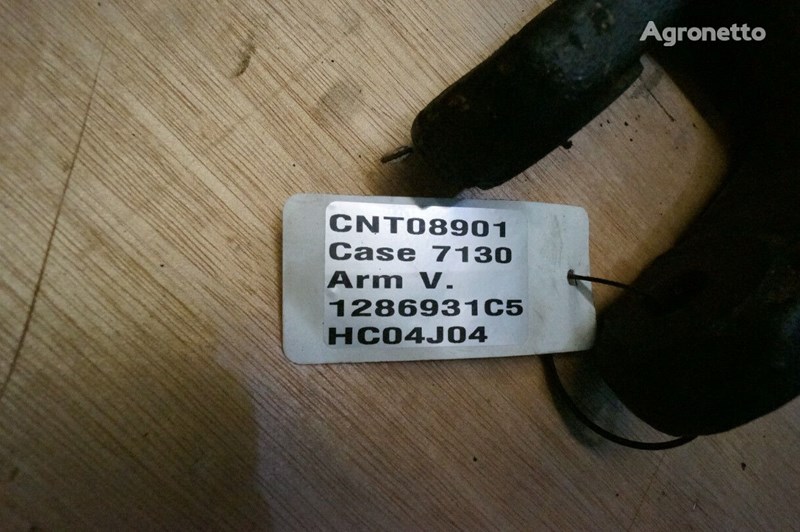 Agronetto
CNT08901
Case 7130
Arm V.
1286931C5
HC04J04